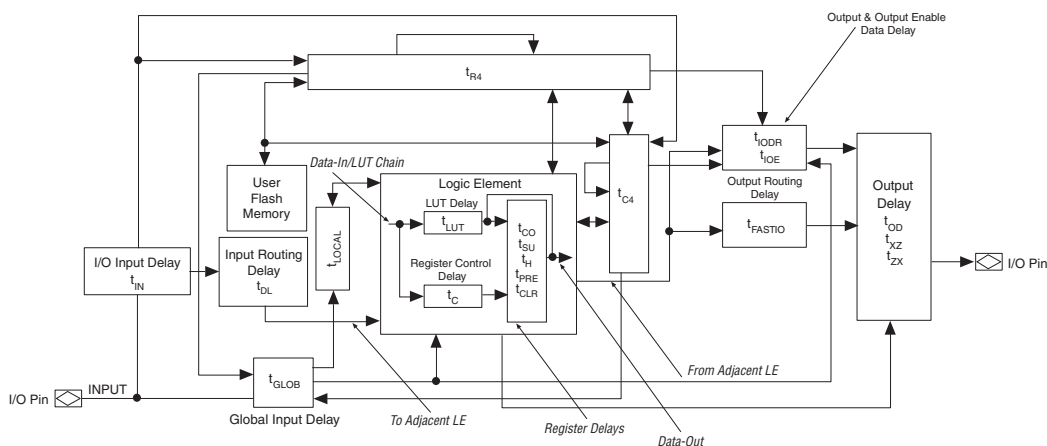 Output & Output Enable
Data Delay
tR4
tIODR
tIOE
Data-In/LUT Chain
User
Flash
Memory
Logic Element
LUT Delay
tLUT
tCO
tSU
tH
tPRE
tCLR
Register Control
Delay
tC
tC4
Output Routing
Delay
tFASTIO
Output
Delay
tOD
tXZ
tZX
I/O Pin
tLOCAL
Input Routing
Delay
tDL
I/O Input Delay
tIN
From Adjacent LE
tGLOB
INPUT
I/O Pin
Global Input Delay
To Adjacent LE
Register Delays
Data-Out